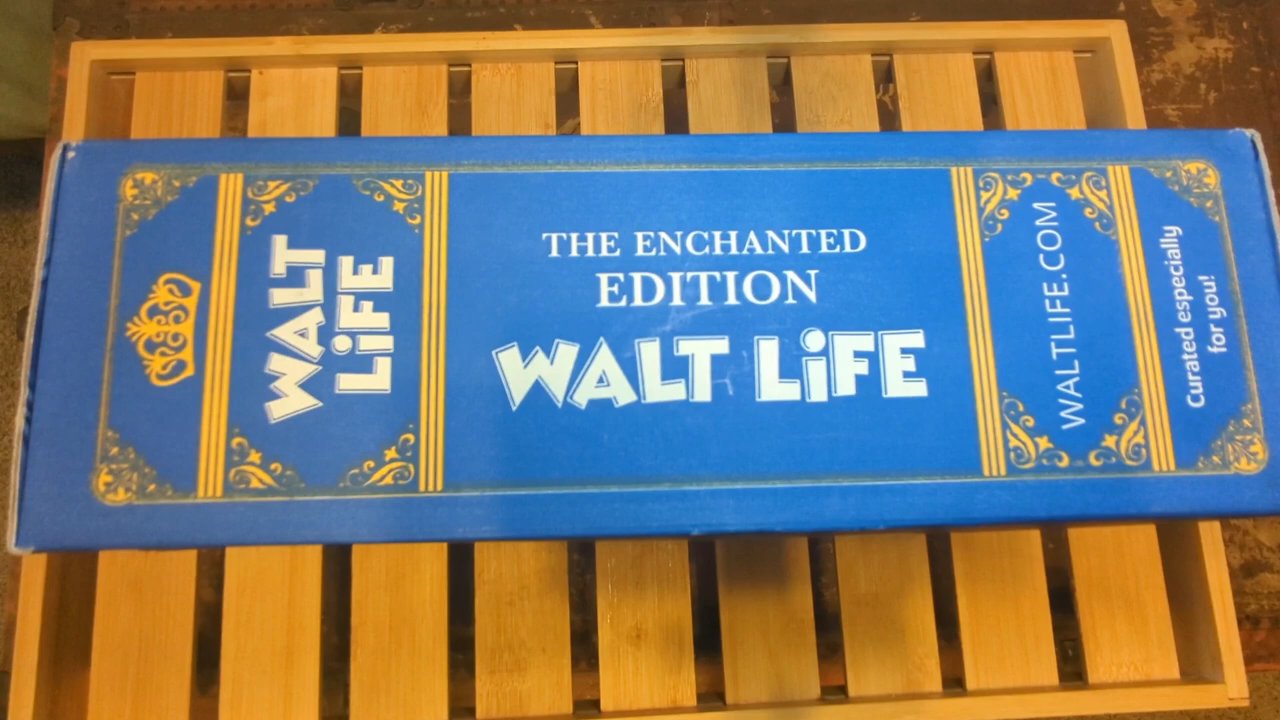 WALT
LiFE
THE ENCHANTED
EDITION
WALT LiFE
WALTLIFE.COM
Curated especially
for you!